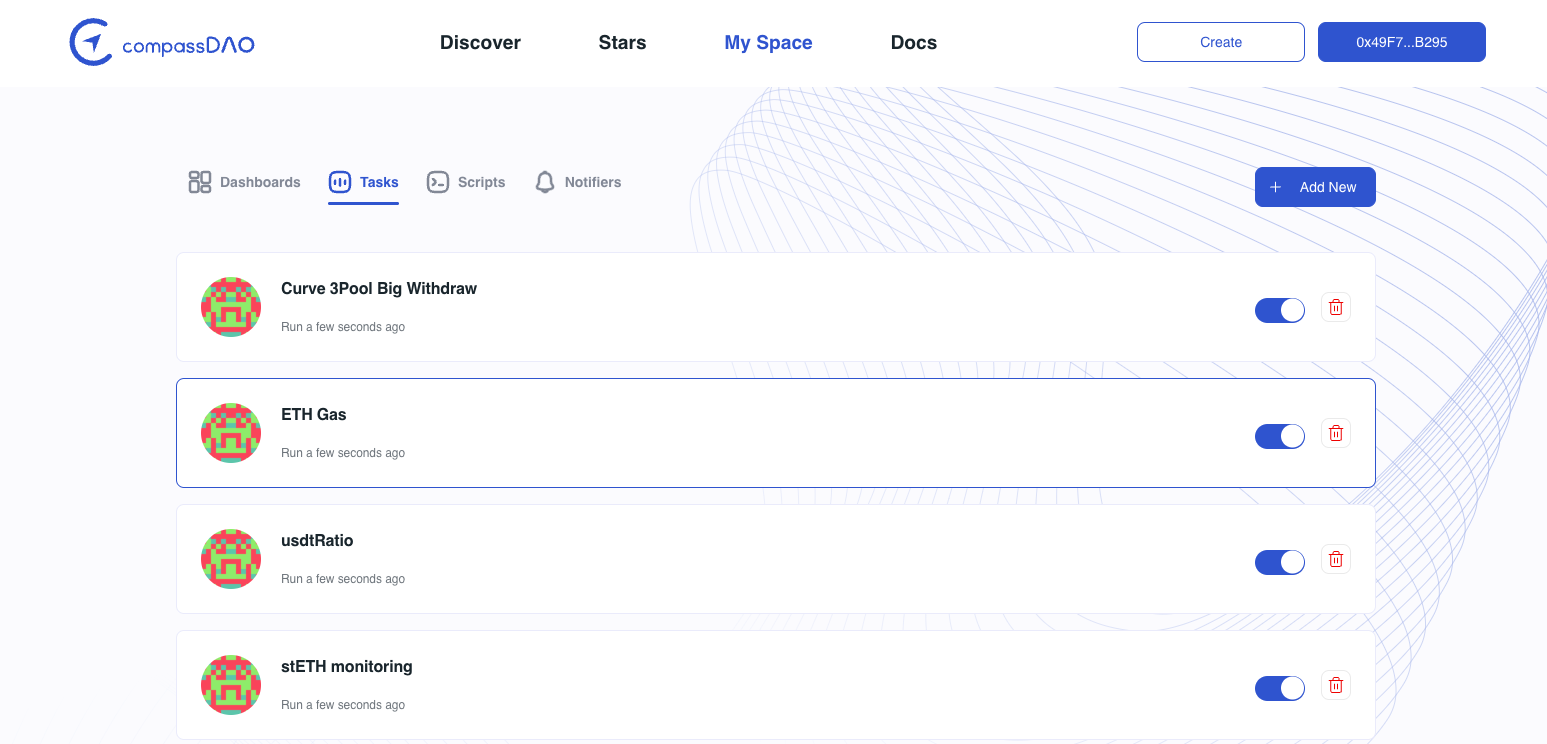 compassDAO
Discover
Stars
My Space
Docs
Create
0x49F7...B295
Dashboards
Tasks
Scripts
Notifiers
Add New
Curve 3Pool Big Withdraw
Run a few seconds ago
ETH Gas
Run a few seconds ago
usdtRatio
Run a few seconds ago
stETH monitoring
Run a few seconds ago